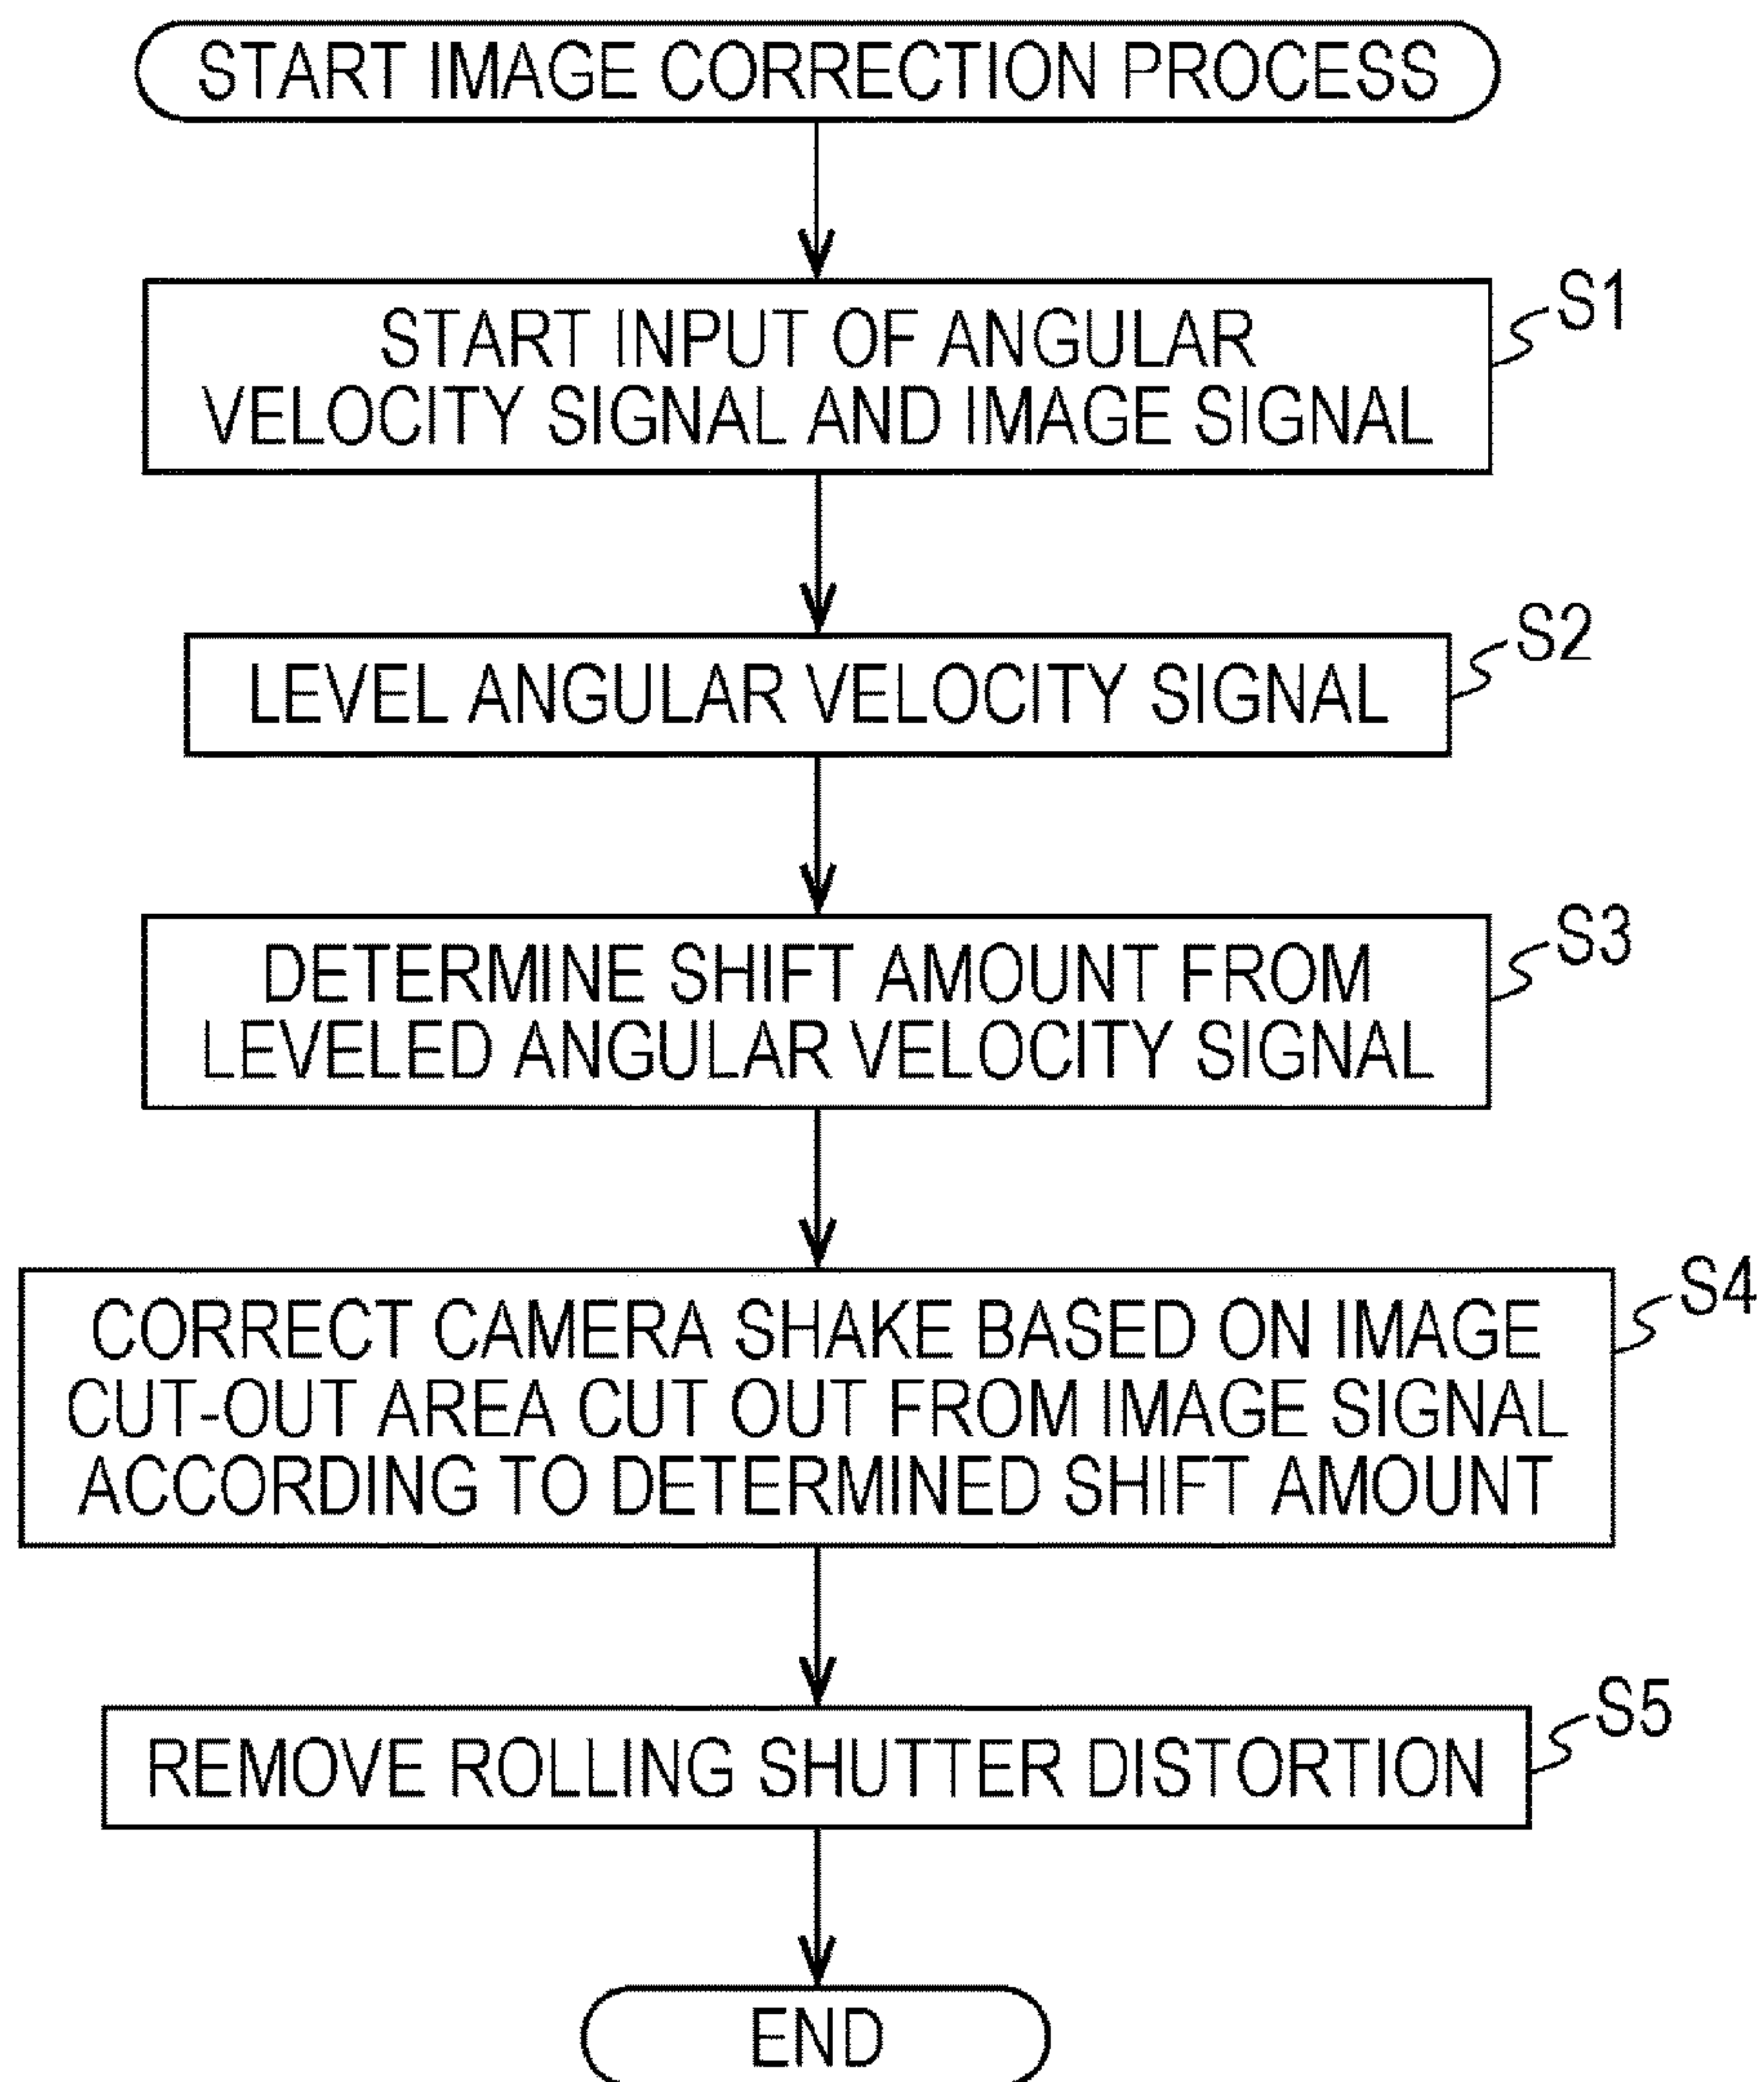 START IMAGE CORRECTION PROCESS
S1
START INPUT OF ANGULAR
VELOCITY SIGNAL AND IMAGE SIGNAL
S2
LEVEL ANGULAR VELOCITY SIGNAL
S3
DETERMINE SHIFT AMOUNT FROM
LEVELED ANGULAR VELOCITY SIGNAL
S4
CORRECT CAMERA SHAKE BASED ON IMAGE
CUT-OUT AREA CUT OUT FROM IMAGE SIGNAL
ACCORDING TO DETERMINED SHIFT AMOUNT
S5
REMOVE ROLLING SHUTTER DISTORTION
END